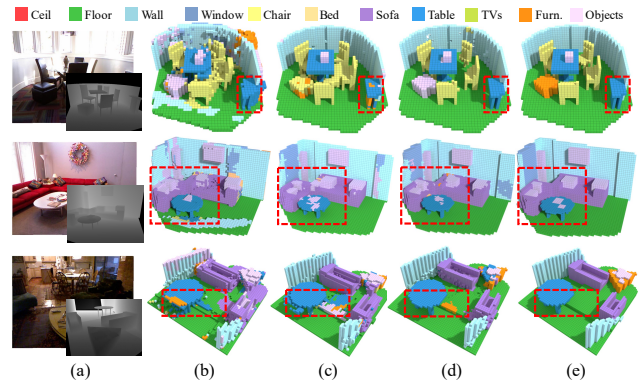 Ceil Floor Wall Window Chair Bed Sofa Table TVs Furn. Objects
(a) (b) (c) (d) (e)